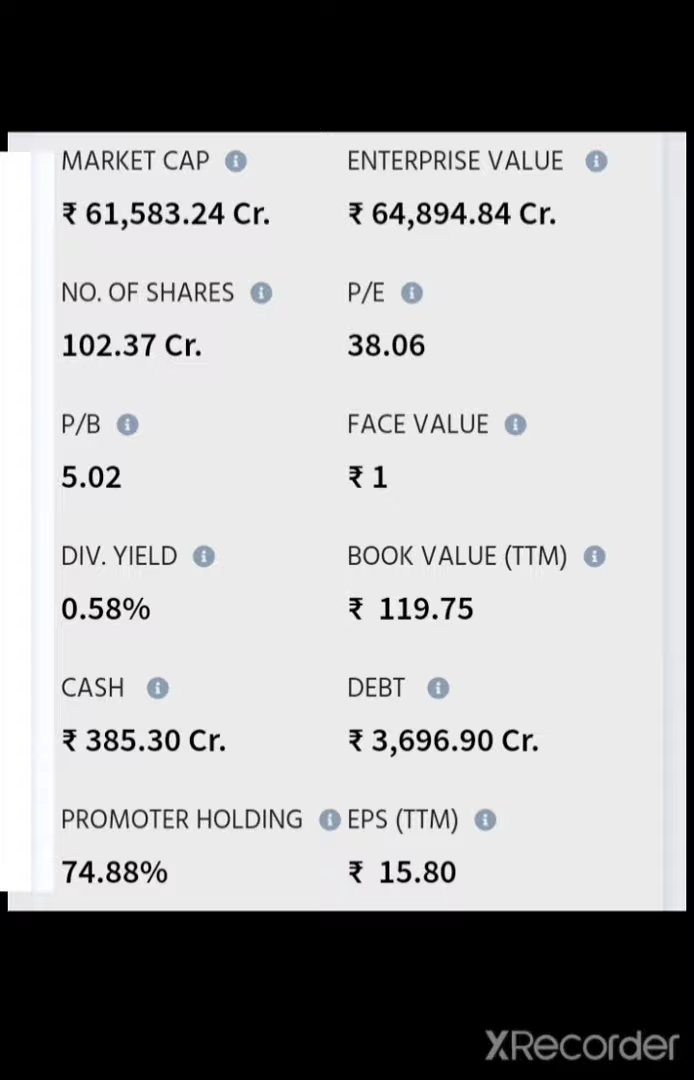 MARKET CAP ENTERPRISE VALUE
₹ 61,583.24 Cr. ₹ 64,894.84 Cr.
NO. OF SHARES P/E
102.37 Cr. 38.06
P/B FACE VALUE
5.02 ₹ 1
DIV. YIELD BOOK VALUE (TTM)
0.58% ₹ 119.75
CASH DEBT
₹ 385.30 Cr. ₹ 3,696.90 Cr.
PROMOTER HOLDING EPS (TTM)
74.88% ₹ 15.80
XRecorder